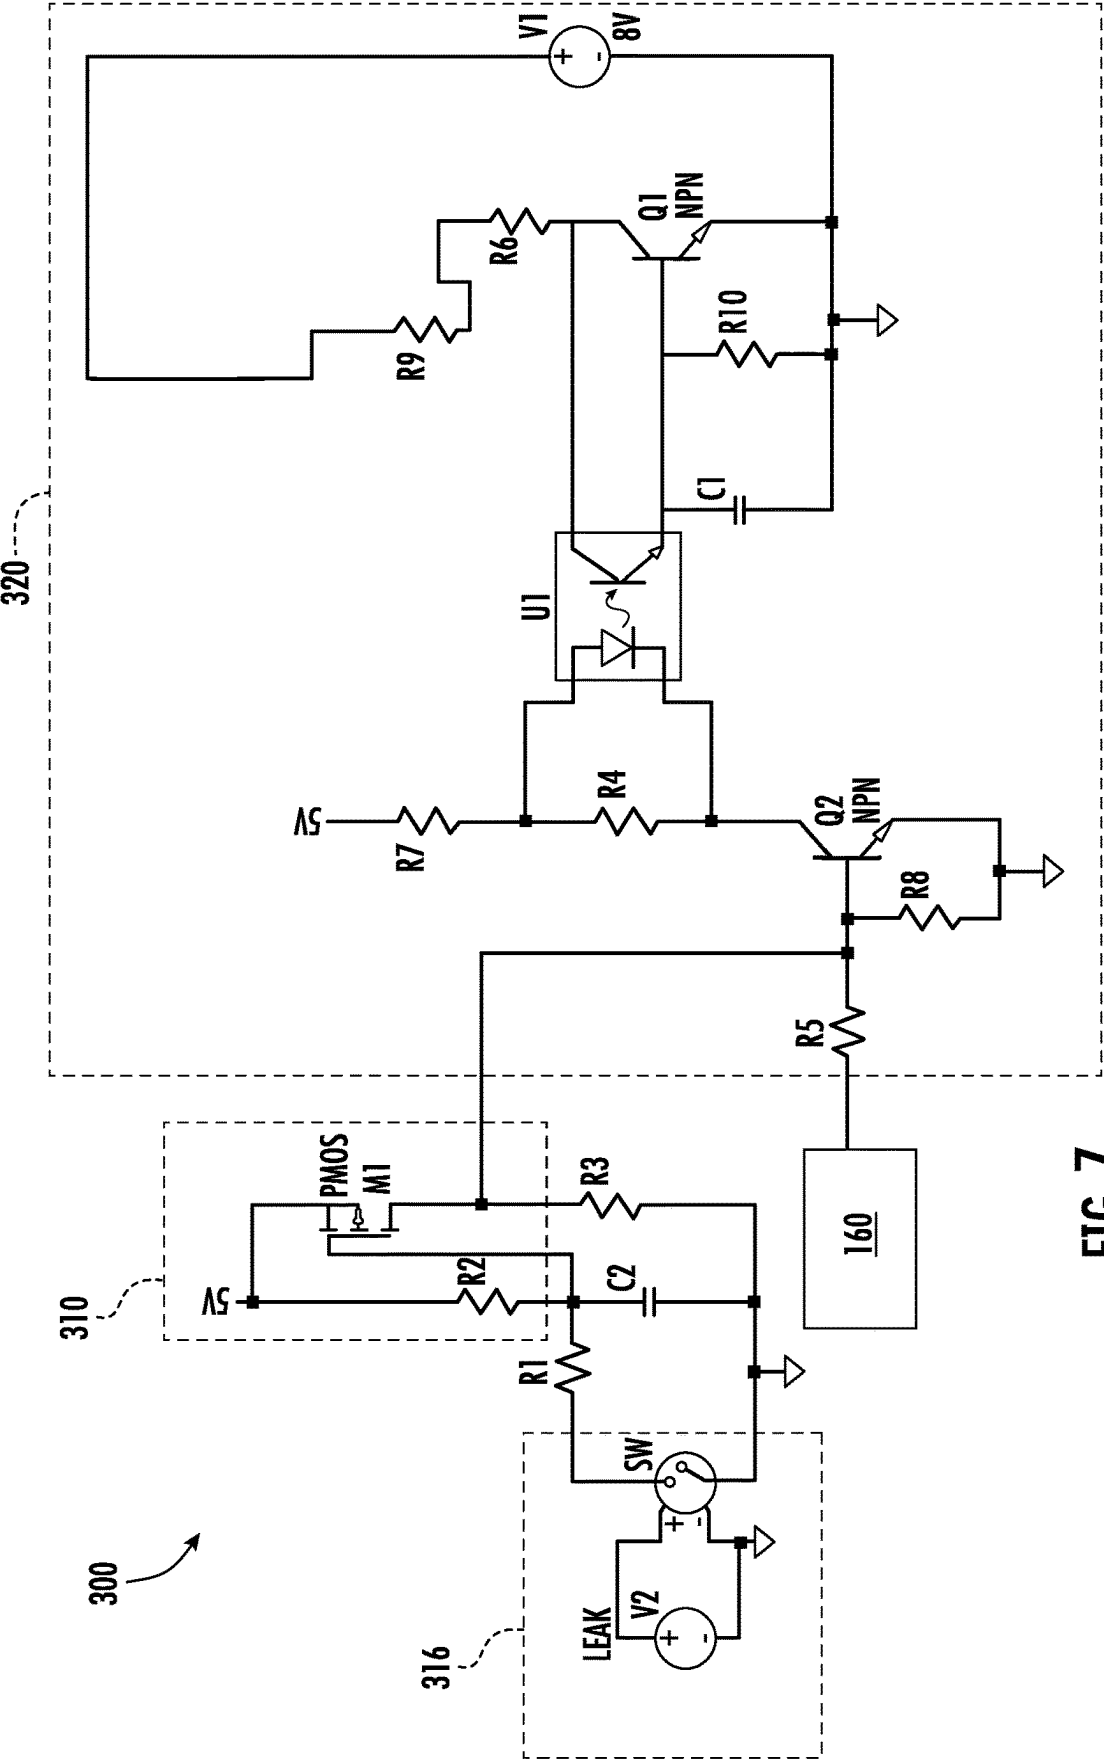 300
316
LEAK
V2
+
-
+
-
SW
R1
310
5V
R2
C2
PMOS
M1
R3
160
R5
320
5V
R7
R4
R8
Q2
NPN
U1
C1
R10
R9
R6
Q1
NPN
V1
+
-
8V
FIG. 7